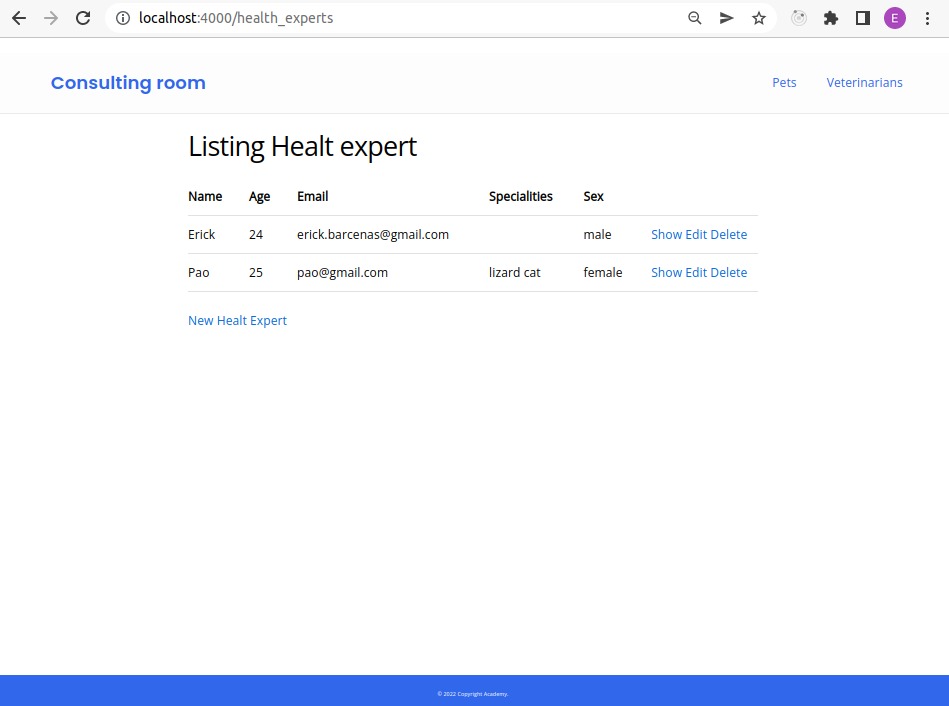 localhost:4000/health_experts
E
Consulting room
Pets Veterinarians
Listing Healt expert
Name Age Email Specialities Sex
Erick 24 erick.barcenas@gmail.com male Show Edit Delete
Pao 25 pao@gmail.com lizard cat female Show Edit Delete
New Healt Expert
© 2022 Copyright Academy.